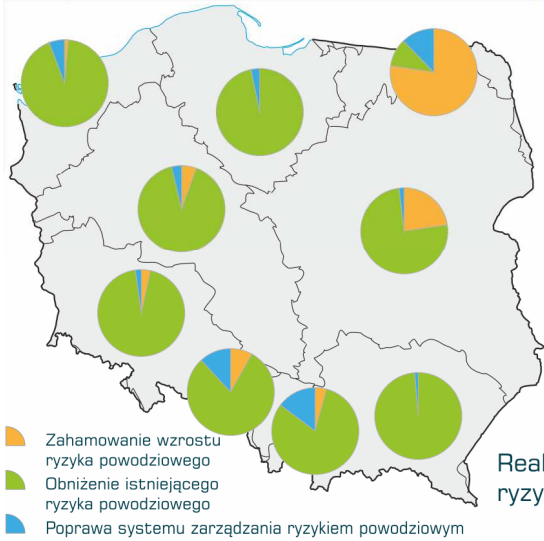 Zahamowanie wzrostu
ryzyka powodziowego
Obniżenie istniejącego
ryzyka powodziowego
Poprawa systemu zarządzania ryzykiem powodziowym